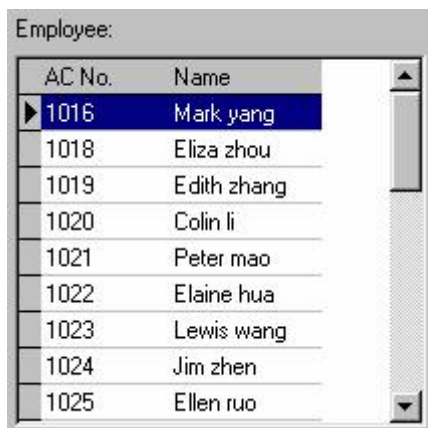 Employee:
AC No. Name
1016 Mark yang
1018 Eliza zhou
1019 Edith zhang
1020 Colin li
1021 Peter mao
1022 Elaine hua
1023 Lewis wang
1024 Jim zhen
1025 Ellen ruo